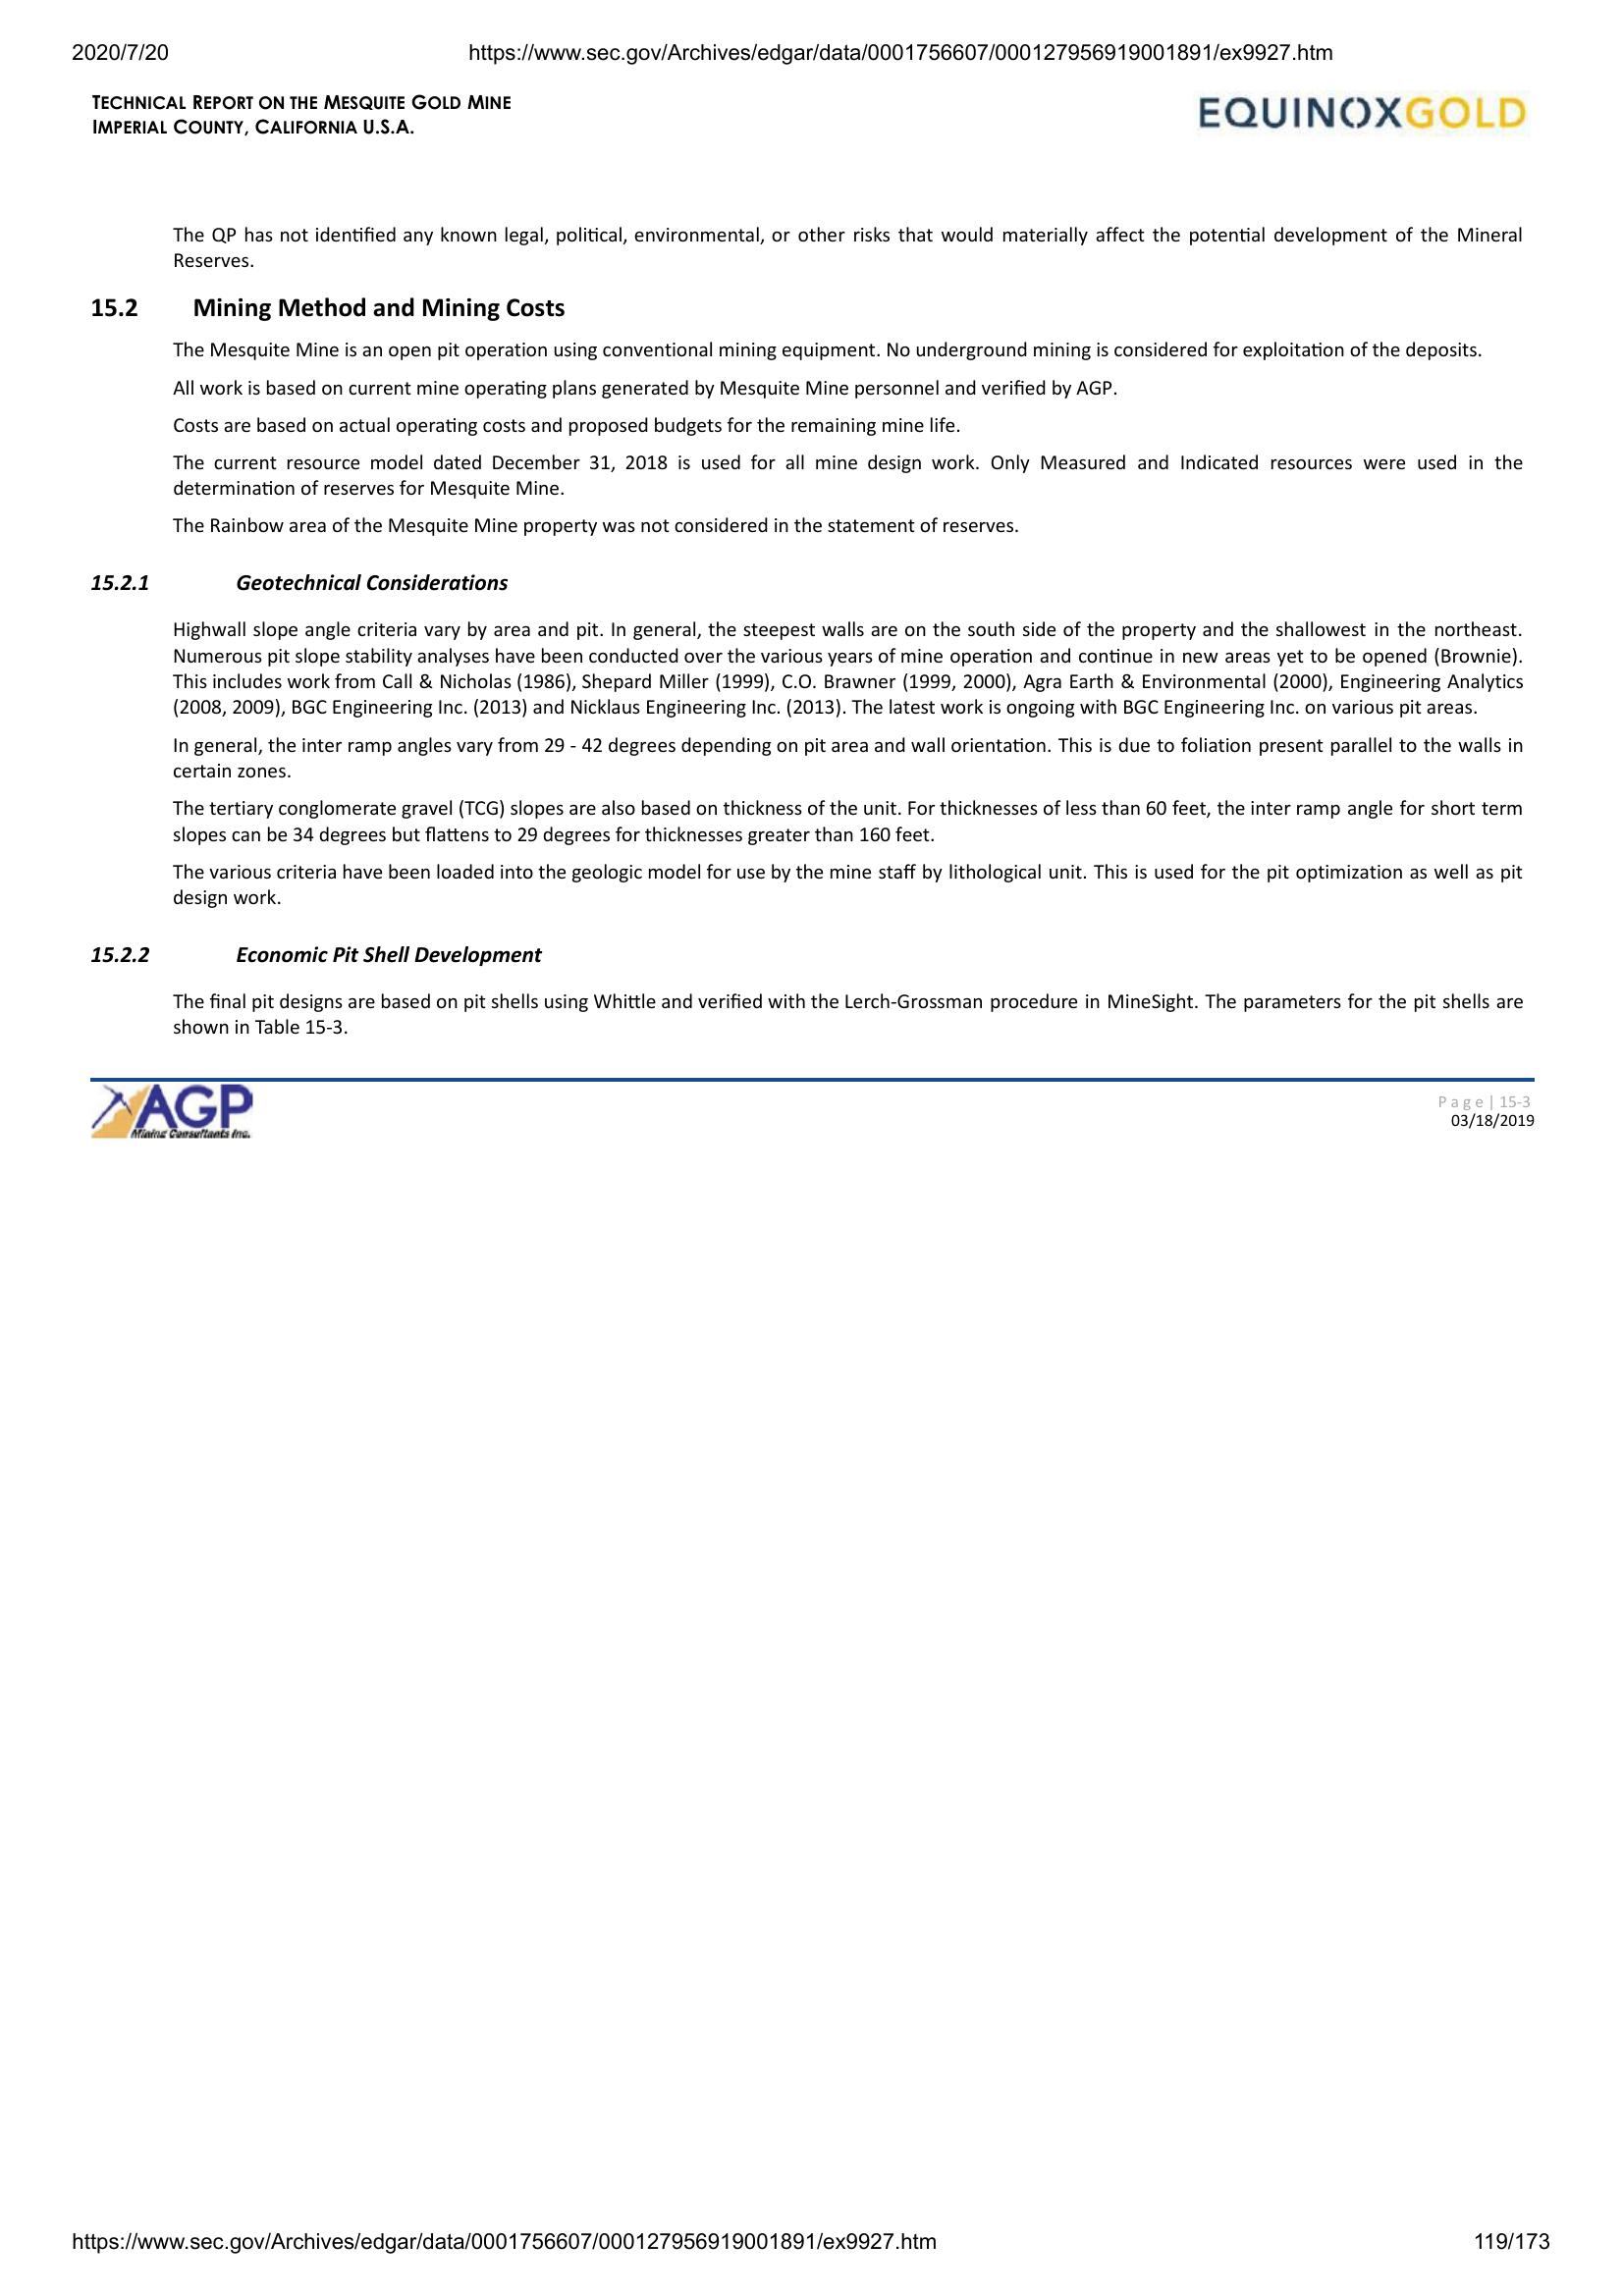 2020/7/20
https://www.sec.gov/Archives/edgar/data/0001756607/000127956919001891/ex9927.htm
TECHNICAL REPORT ON THE MESQUITE GOLD MINE
IMPERIAL COUNTY, CALIFORNIA U.S.A.
EQUINOXGOLD
The QP has not identified any known legal, political, environmental, or other risks that would materially affect the potential development of the Mineral
Reserves.
15.2 Mining Method and Mining Costs
The Mesquite Mine is an open pit operation using conventional mining equipment. No underground mining is considered for exploitation of the deposits.
All work is based on current mine operating plans generated by Mesquite Mine personnel and verified by AGP.
Costs are based on actual operating costs and proposed budgets for the remaining mine life.
The current resource model dated December 31, 2018 is used for all mine design work. Only Measured and Indicated resources were used in the
determination of reserves for Mesquite Mine.
The Rainbow area of the Mesquite Mine property was not considered in the statement of reserves.
15.2.1 Geotechnical Considerations
Highwall slope angle criteria vary by area and pit. In general, the steepest walls are on the south side of the property and the shallowest in the northeast.
Numerous pit slope stability analyses have been conducted over the various years of mine operation and continue in new areas yet to be opened (Brownie).
This includes work from Call & Nicholas (1986), Shepard Miller (1999), C.O. Brawner (1999, 2000), Agra Earth & Environmental (2000), Engineering Analytics
(2008, 2009), BGC Engineering Inc. (2013) and Nicklaus Engineering Inc. (2013). The latest work is ongoing with BGC Engineering Inc. on various pit areas.
In general, the inter ramp angles vary from 29 - 42 degrees depending on pit area and wall orientation. This is due to foliation present parallel to the walls in
certain zones.
The tertiary conglomerate gravel (TCG) slopes are also based on thickness of the unit. For thicknesses of less than 60 feet, the inter ramp angle for short term
slopes can be 34 degrees but flattens to 29 degrees for thicknesses greater than 160 feet.
The various criteria have been loaded into the geologic model for use by the mine staff by lithological unit. This is used for the pit optimization as well as pit
design work.
15.2.2 Economic Pit Shell Development
The final pit designs are based on pit shells using Whittle and verified with the Lerch-Grossman procedure in MineSight. The parameters for the pit shells are
shown in Table 15-3.
AGP
Mining Consultants Inc.
P a g e | 15-3
03/18/2019
https://www.sec.gov/Archives/edgar/data/0001756607/000127956919001891/ex9927.htm
119/173